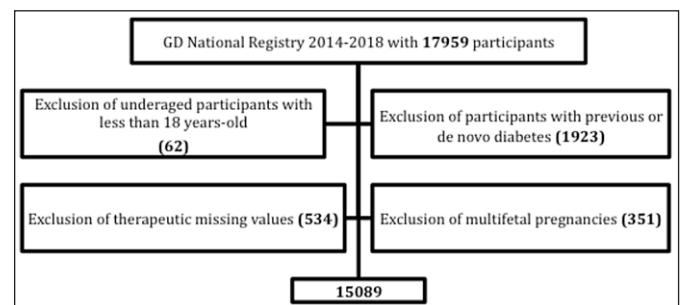 GD National Registry 2014-2018 with 17959 participants
Exclusion of underaged participants with
less than 18 years-old
(62)
Exclusion of participants with previous or
de novo diabetes (1923)
Exclusion of therapeutic missing values (534)
Exclusion of multifetal pregnancies (351)
15089